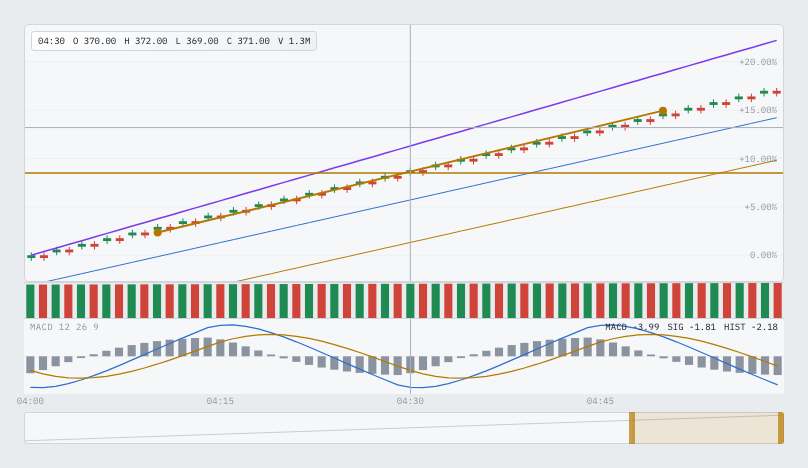 04:30 O 370.00 H 372.00 L 369.00 C 371.00 V 1.3M
+20.00%
+15.00%
+10.00%
+5.00%
0.00%
MACD 12 26 9
MACD -3.99 SIG -1.81 HIST -2.18
04:00 04:15 04:30 04:45